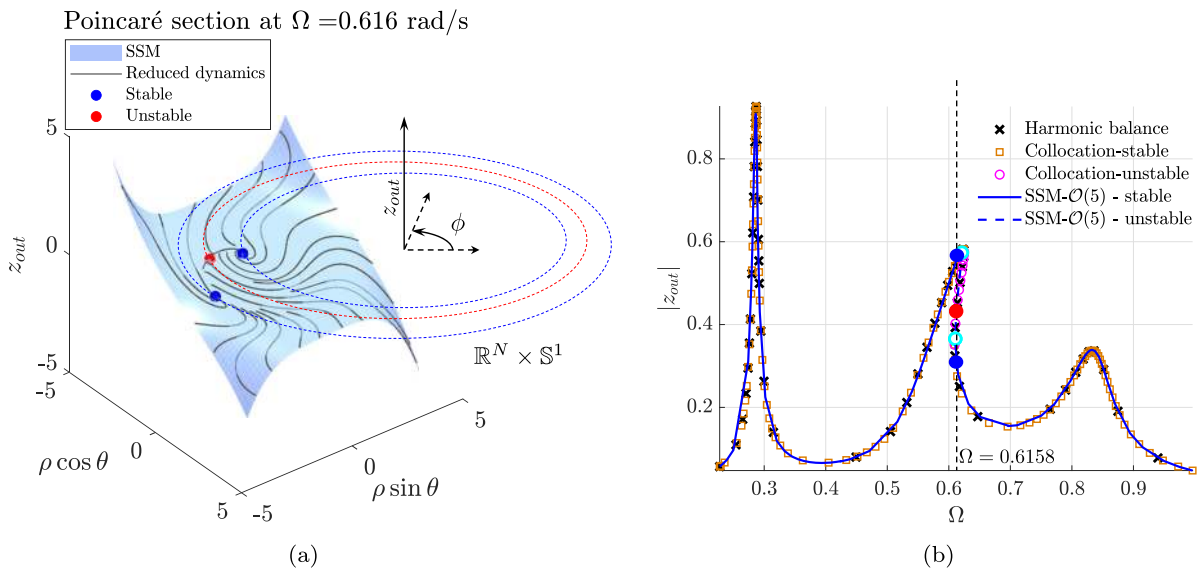 Poincaré section at Ω =0.616 rad/s
SSM
Reduced dynamics
Stable
Unstable
5
0
-5
z_out
z_out
ϕ
ℝ^N × 𝕊^1
-5
0
5
ρ cos θ
-5
0
5
ρ sin θ
(a)
Harmonic balance
Collocation-stable
Collocation-unstable
SSM-𝒪(5) - stable
SSM-𝒪(5) - unstable
0.8
0.6
0.4
0.2
|z_out|
Ω = 0.6158
0.3 0.4 0.5 0.6 0.7 0.8 0.9
Ω
(b)